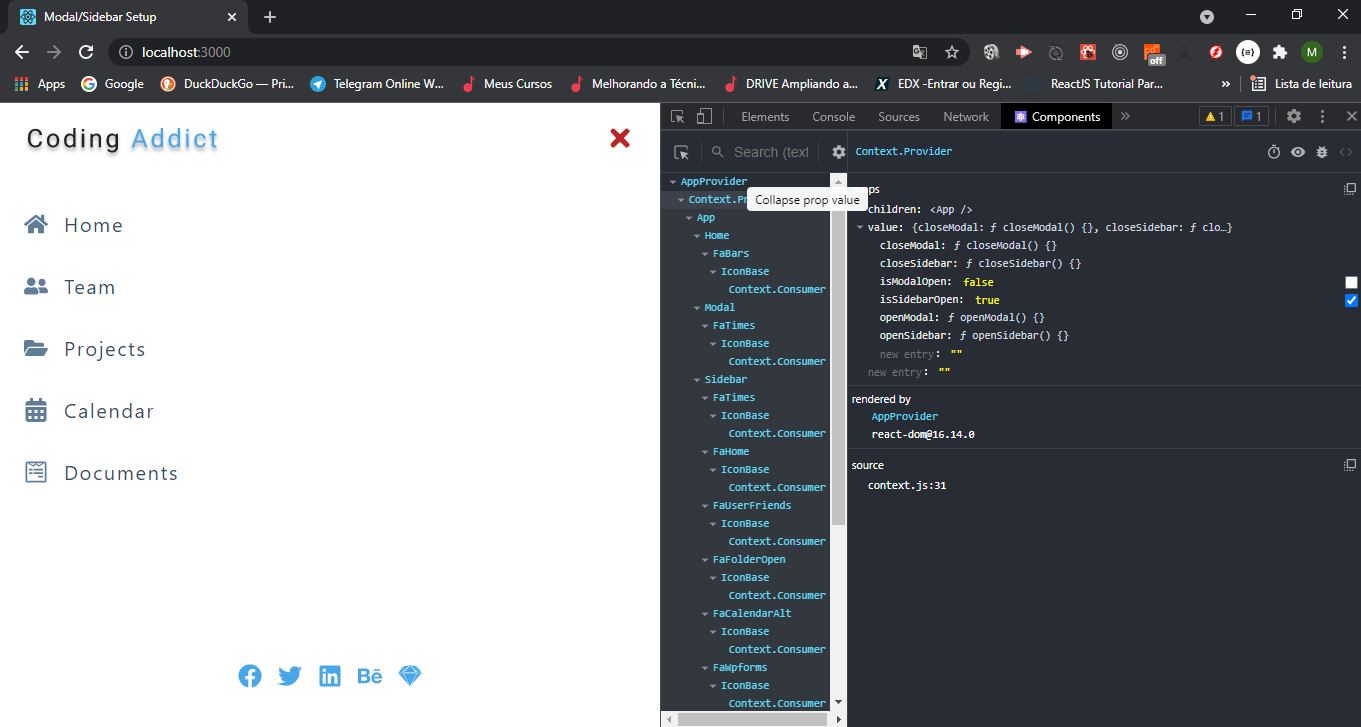 Modal/Sidebar Setup
localhost:3000
off
{≡}
M
Apps
Google
DuckDuckGo — Pri...
Telegram Online W...
Meus Cursos
Melhorando a Técni...
DRIVE Ampliando a...
EDX -Entrar ou Regi...
ReactJS Tutorial Par...
»
Lista de leitura
Coding Addict
Home
Team
Projects
Calendar
Documents
Bē
Elements
Console
Sources
Network
Components
»
1
1
Search (text
AppProvider
Context.Pr
Collapse prop value
App
Home
FaBars
IconBase
Context.Consumer
Modal
FaTimes
IconBase
Context.Consumer
Sidebar
FaTimes
IconBase
Context.Consumer
FaHome
IconBase
Context.Consumer
FaUserFriends
IconBase
Context.Consumer
FaFolderOpen
IconBase
Context.Consumer
FaCalendarAlt
IconBase
Context.Consumer
FaWpforms
IconBase
Context.Consumer
Context.Provider
ps
children: <App />
value: {closeModal: ƒ closeModal() {}, closeSidebar: ƒ clo…}
closeModal: ƒ closeModal() {}
closeSidebar: ƒ closeSidebar() {}
isModalOpen: false
isSidebarOpen: true
openModal: ƒ openModal() {}
openSidebar: ƒ openSidebar() {}
new entry: ""
new entry: ""
rendered by
AppProvider
react-dom@16.14.0
source
context.js:31